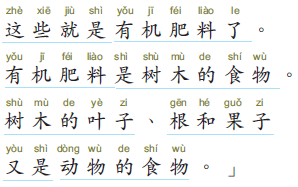 zhè xiē jiù shì yǒu jī féi liào le
这些就是有机肥料了。
yǒu jī féi liào shì shù mù de shí wù
有机肥料是树木的食物。
shù mù de yè zi gēn hé guǒ zi
树木的叶子、根和果子
yòu shì dòng wù de shí wù
又是动物的食物。」